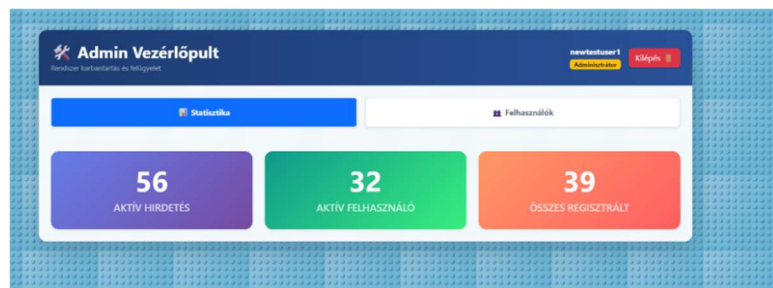 🛠️ Admin Vezérlőpult
Rendszer karbantartás és felügyelet
newtestuser1
Adminisztrátor
Kilépés 🚪
📊 Statisztika
👥 Felhasználók
56
AKTÍV HIRDETÉS
32
AKTÍV FELHASZNÁLÓ
39
ÖSSZES REGISZTRÁLT